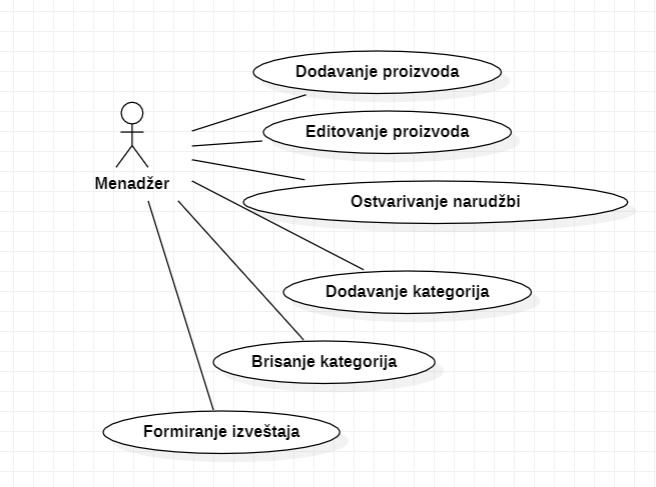 Dodavanje proizvoda
Editovanje proizvoda
Menadžer
Ostvarivanje narudžbi
Dodavanje kategorija
Brisanje kategorija
Formiranje izveštaja